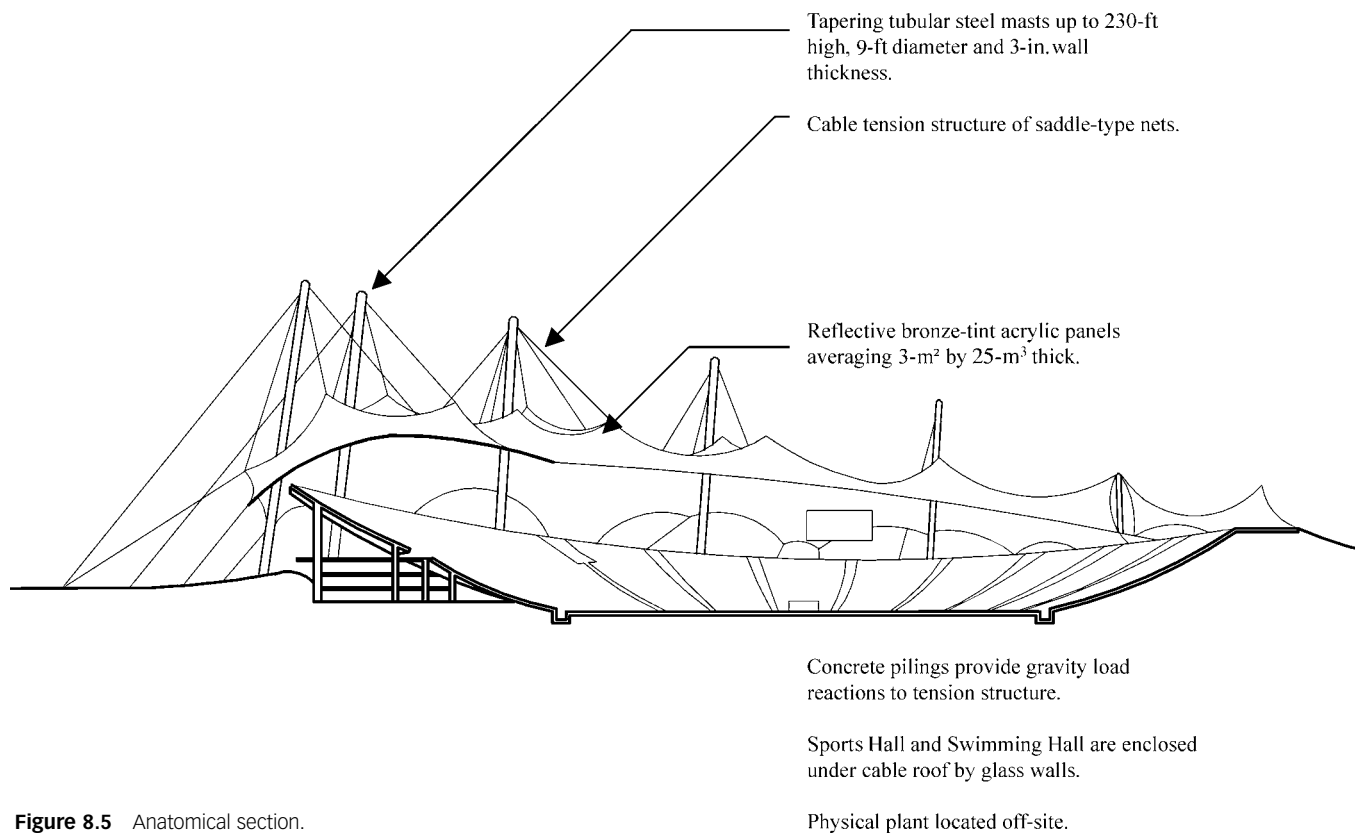 Tapering tubular steel masts up to 230-ft
high, 9-ft diameter and 3-in.wall
thickness.
Cable tension structure of saddle-type nets.
Reflective bronze-tint acrylic panels
averaging 3-m² by 25-m³ thick.
Concrete pilings provide gravity load
reactions to tension structure.
Sports Hall and Swimming Hall are enclosed
under cable roof by glass walls.
Physical plant located off-site.
Figure 8.5 Anatomical section.